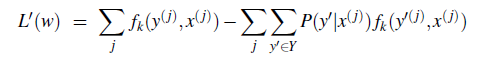 L′(w) = ∑_j f_k(y^(j), x^(j)) − ∑_j ∑_{y′∈Y} P(y′|x^(j)) f_k(y′^(j), x^(j))